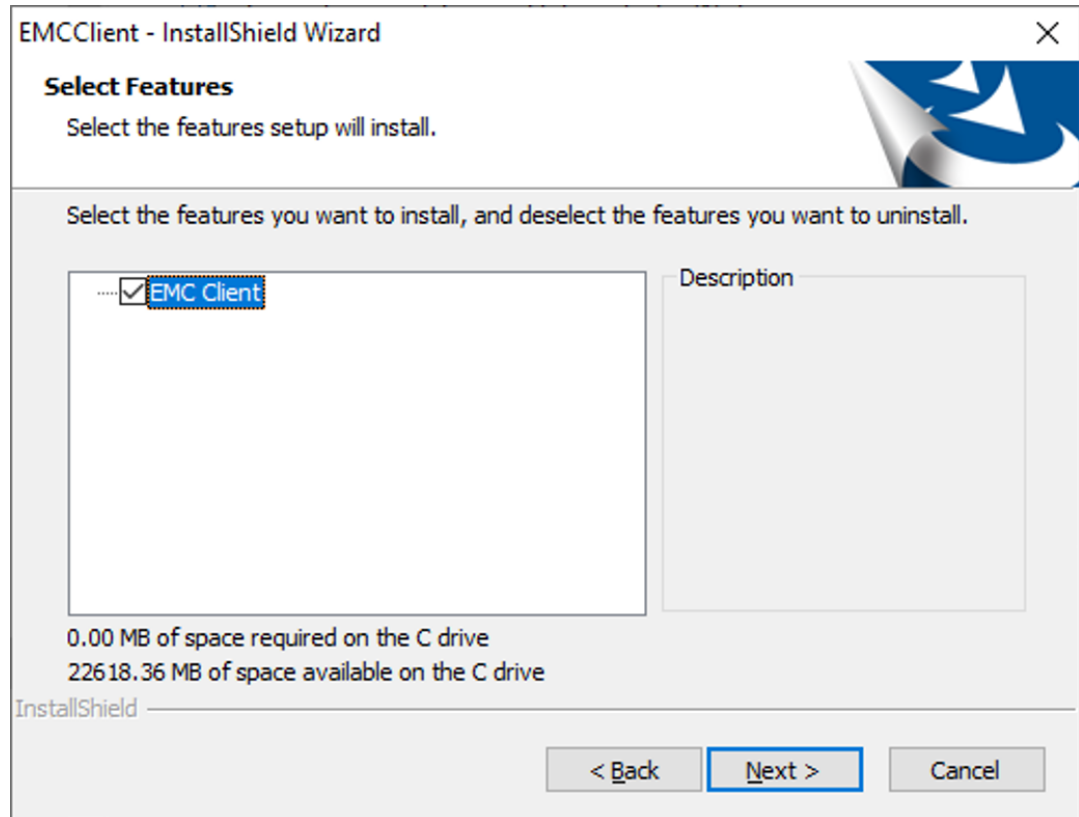 EMCClient - InstallShield Wizard
Select Features
Select the features setup will install.
Select the features you want to install, and deselect the features you want to uninstall.
EMC Client
Description
0.00 MB of space required on the C drive
22618.36 MB of space available on the C drive
InstallShield
< Back
Next >
Cancel